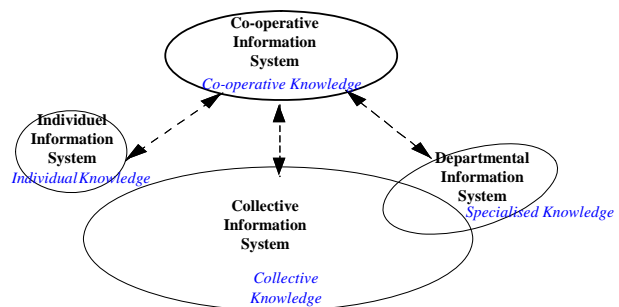 Co-operative
Information
System
Co-operative Knowledge
Individuel
Information
System
Individual Knowledge
Departmental
Information
System
Specialised Knowledge
Collective
Information
System
Collective
Knowledge